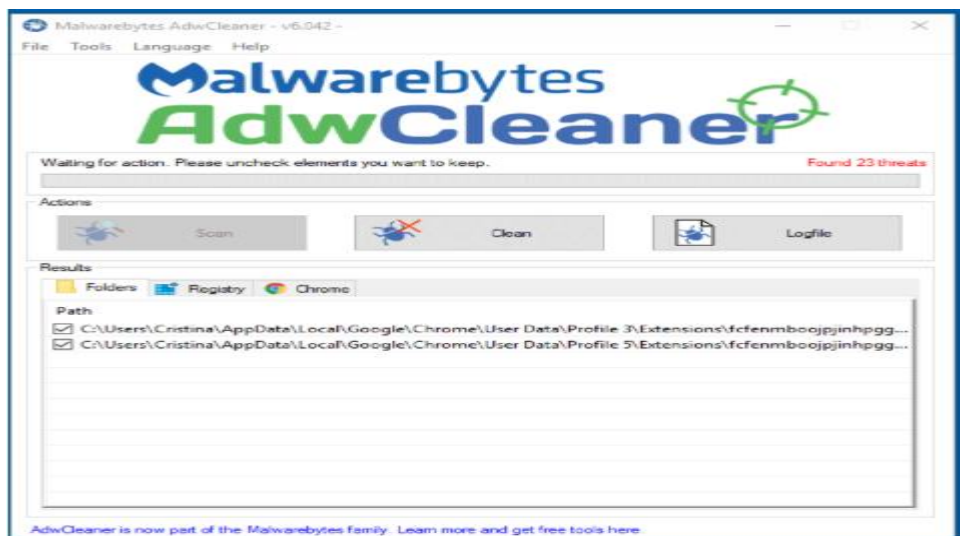 Malwarebytes AdwCleaner - v6.042 -
File Tools Language Help
Malwarebytes
AdwCleaner
Waiting for action. Please uncheck elements you want to keep. Found 23 threats
Actions
Scan Clean Logfile
Results
Folders Registry Chrome
Path
C:\Users\Cristina\AppData\Local\Google\Chrome\User Data\Profile 3\Extensions\fcfenmboojpjinhpgg...
C:\Users\Cristina\AppData\Local\Google\Chrome\User Data\Profile 5\Extensions\fcfenmboojpjinhpgg...
AdwCleaner is now part of the Malwarebytes family. Learn more and get free tools here.